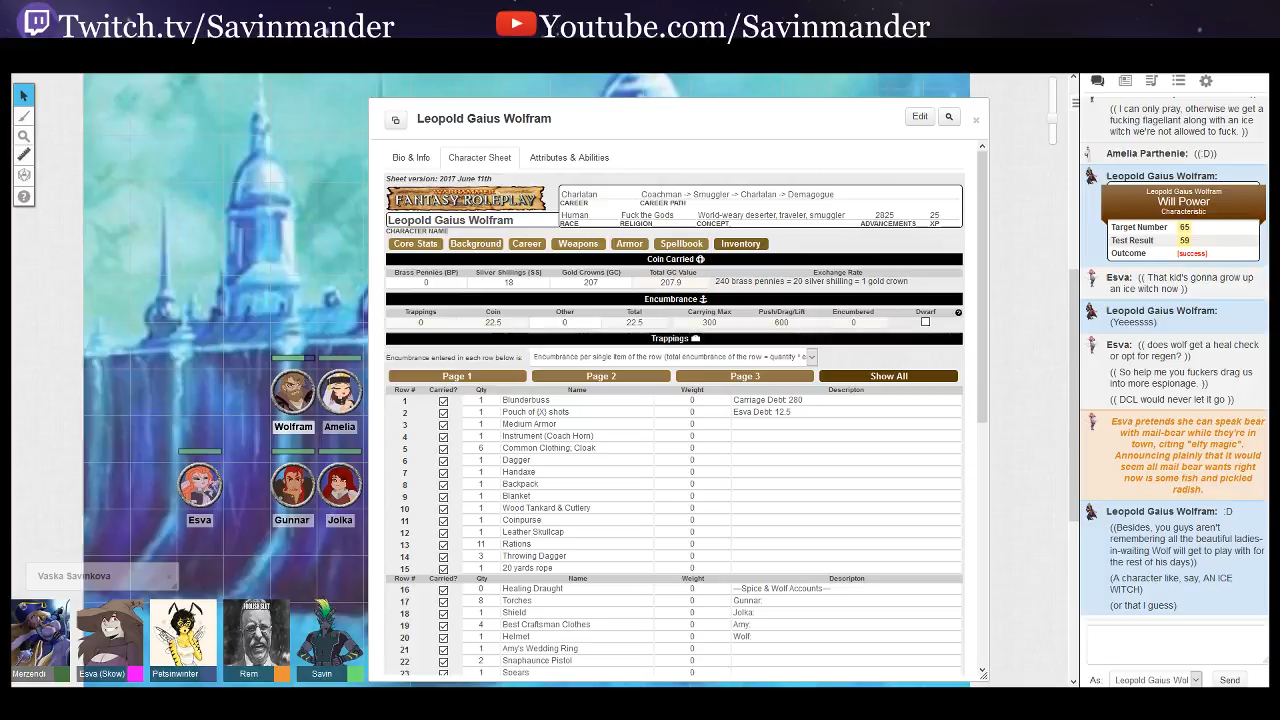 Twitch.tv/Savinmander
Youtube.com/Savinmander
Leopold Gaius Wolfram
Edit
Bio & Info
Character Sheet
Attributes & Abilities
Sheet version: 2017 June 11th
WARHAMMER
FANTASY ROLEPLAY
Charlatan Coachman -> Smuggler -> Charlatan -> Demagogue
CAREER CAREER PATH
Human Fuck the Gods World-weary deserter, traveler, smuggler 2825 25
RACE RELIGION CONCEPT ADVANCEMENTS XP
Leopold Gaius Wolfram
CHARACTER NAME
Core Stats Background Career Weapons Armor Spellbook Inventory
Coin Carried
Brass Pennies (BP) Silver Shillings (SS) Gold Crowns (GC) Total GC Value Exchange Rate
0 18 207 207.9 240 brass pennies = 20 silver shilling = 1 gold crown
Encumbrance
Trappings Coin Other Total Carrying Max Push/Drag/Lift Encumbered Dwarf
0 22.5 0 22.5 300 600 0
Trappings
Encumbrance entered in each row below is: Encumbrance per single item of the row (total encumbrance of the row = quantity * e
Page 1 Page 2 Page 3 Show All
Row # Carried? Qty Name Weight Descripton
1 1 Blunderbuss 0 Carriage Debt: 280
2 1 Pouch of {X} shots 0 Esva Debt: 12.5
3 1 Medium Armor 0
4 1 Instrument (Coach Horn) 0
5 6 Common Clothing; Cloak 0
6 1 Dagger 0
7 1 Handaxe 0
8 1 Backpack 0
9 1 Blanket 0
10 1 Wood Tankard & Cutlery 0
11 1 Coinpurse 0
12 1 Leather Skullcap 0
13 11 Rations 0
14 3 Throwing Dagger 0
15 1 20 yards rope 0
Row # Carried? Qty Name Weight Descripton
16 0 Healing Draught 0 —Spice & Wolf Accounts—
17 8 Torches 0 Gunnar:
18 1 Shield 0 Jolka:
19 4 Best Craftsman Clothes 0 Amy:
20 1 Helmet 0 Wolf:
21 1 Amy's Wedding Ring 0
22 2 Snaphaunce Pistol 0
23 1 Spears 0
Wolfram
Amelia
Esva
Gunnar
Jolka
Vaska Savinkova
FOOLISH SLUT
Merzendi
Esva (Skow)
Petsinwinter
Rem
Savin
(( I can only pray, otherwise we get a
fucking flagellant along with an ice
witch we're not allowed to fuck. ))
Amelia Parthenie: ((:D))
Leopold Gaius Wolfram:
Leopold Gaius Wolfram
Will Power
Characteristic
Target Number 65
Test Result 59
Outcome (success)
Esva: (( That kid's gonna grow up
an ice witch now ))
Leopold Gaius Wolfram:
(Yeeessss)
Esva: (( does wolf get a heal check
or opt for regen? ))
(( So help me you fuckers drag us
into more espionage. ))
(( DCL would never let it go ))
Esva pretends she can speak bear
with mail-bear while they're in
town, citng "elfy magic".
Announcing plainly that it would
seem all mail bear wants right
now is some fish and pickled
radish.
Leopold Gaius Wolfram: :D
((Besides, you guys aren't
remembering all the beautiful ladies-
in-waiting Wolf will get to play with for
the rest of his days))
(A character like, say, AN ICE
WITCH)
(or that I guess)
As: Leopold Gaius Wol Send